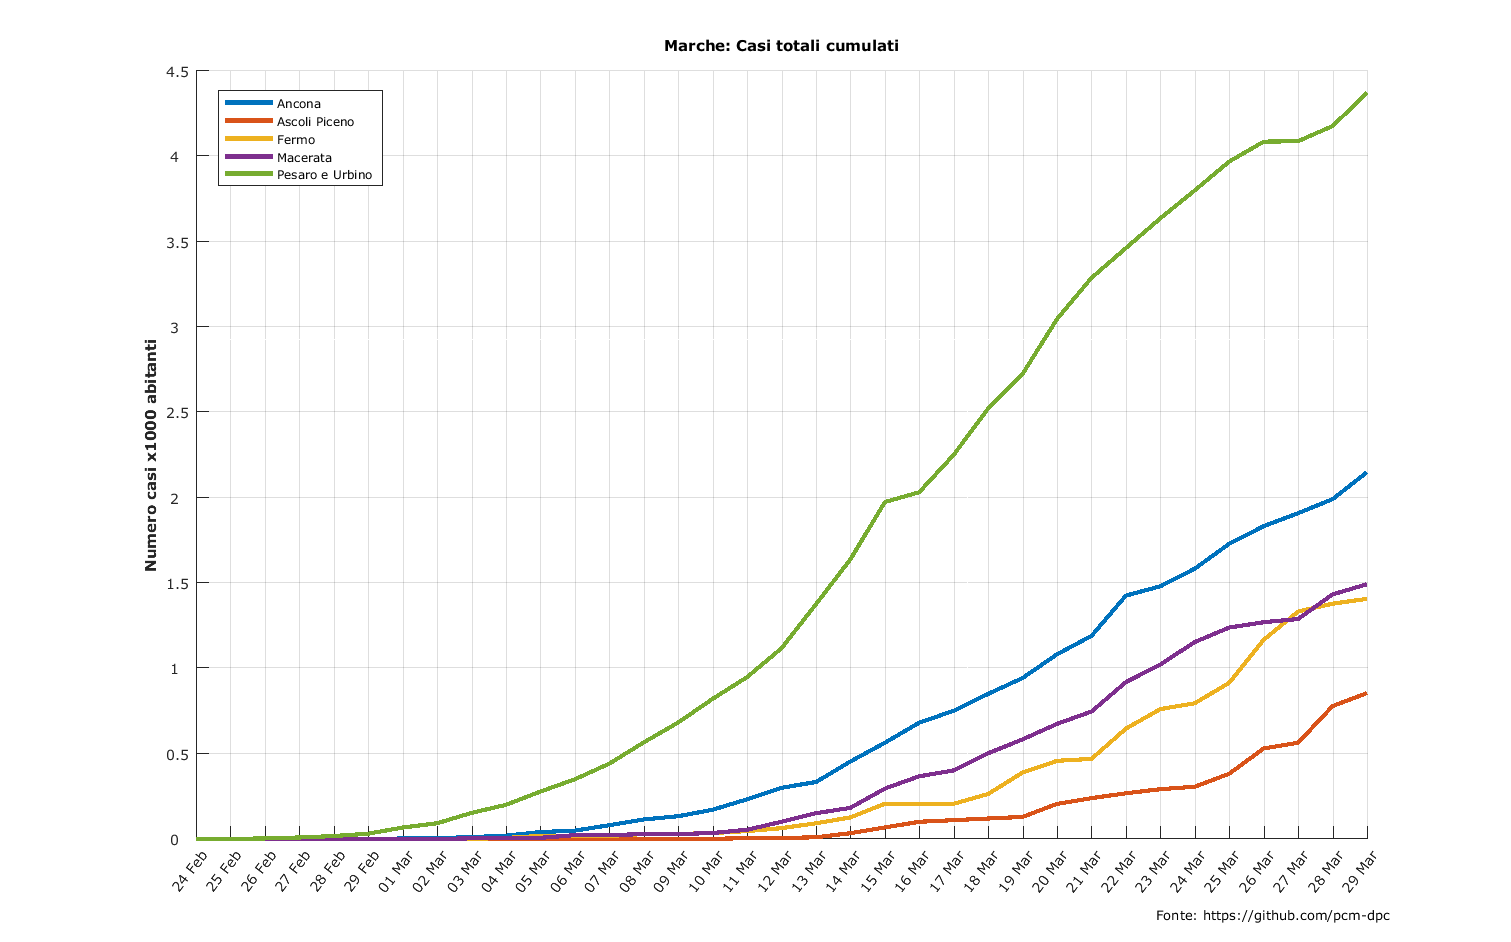 Marche: Casi totali cumulati
4.5
4
3.5
3
2.5
2
1.5
1
0.5
0
Numero casi x1000 abitanti
Ancona
Ascoli Piceno
Fermo
Macerata
Pesaro e Urbino
24 Feb
25 Feb
26 Feb
27 Feb
28 Feb
29 Feb
01 Mar
02 Mar
03 Mar
04 Mar
05 Mar
06 Mar
07 Mar
08 Mar
09 Mar
10 Mar
11 Mar
12 Mar
13 Mar
14 Mar
15 Mar
16 Mar
17 Mar
18 Mar
19 Mar
20 Mar
21 Mar
22 Mar
23 Mar
24 Mar
25 Mar
26 Mar
27 Mar
28 Mar
29 Mar
Fonte: https://github.com/pcm-dpc